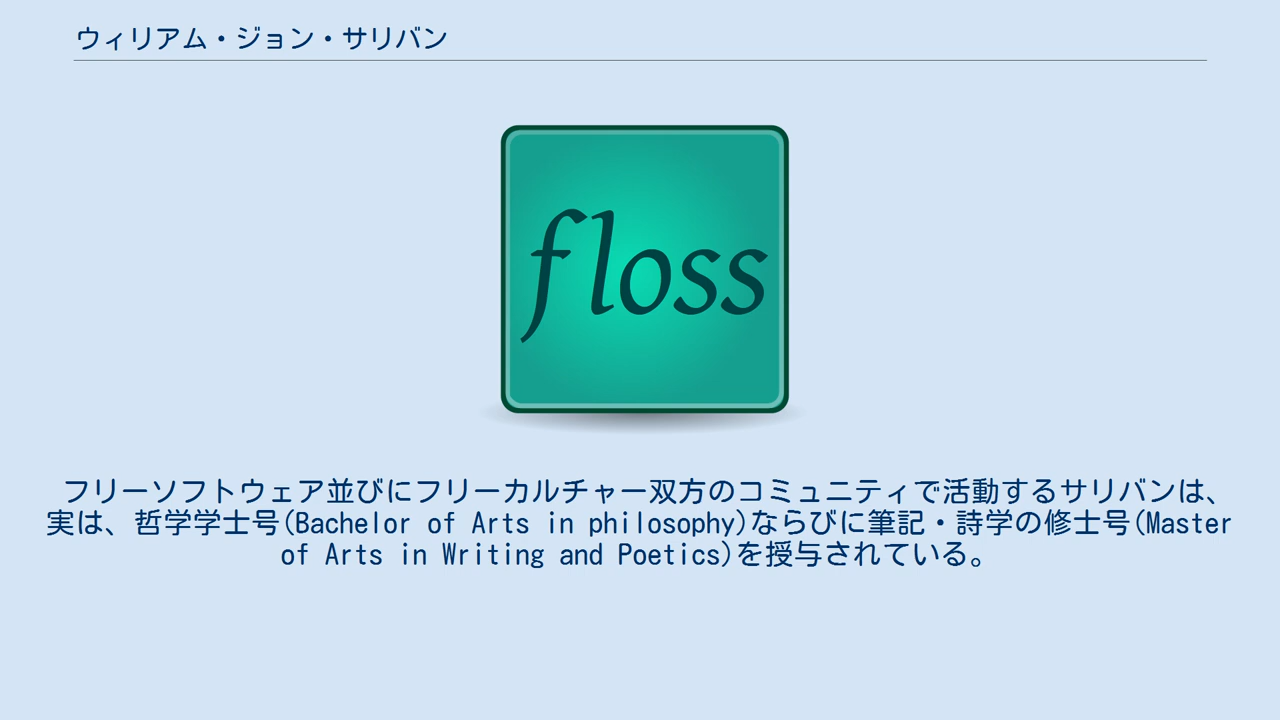 ウィリアム・ジョン・サリバン
floss
フリーソフトウェア並びにフリーカルチャー双方のコミュニティで活動するサリバンは、
実は、哲学学士号(Bachelor of Arts in philosophy)ならびに筆記・詩学の修士号(Master
of Arts in Writing and Poetics)を授与されている。